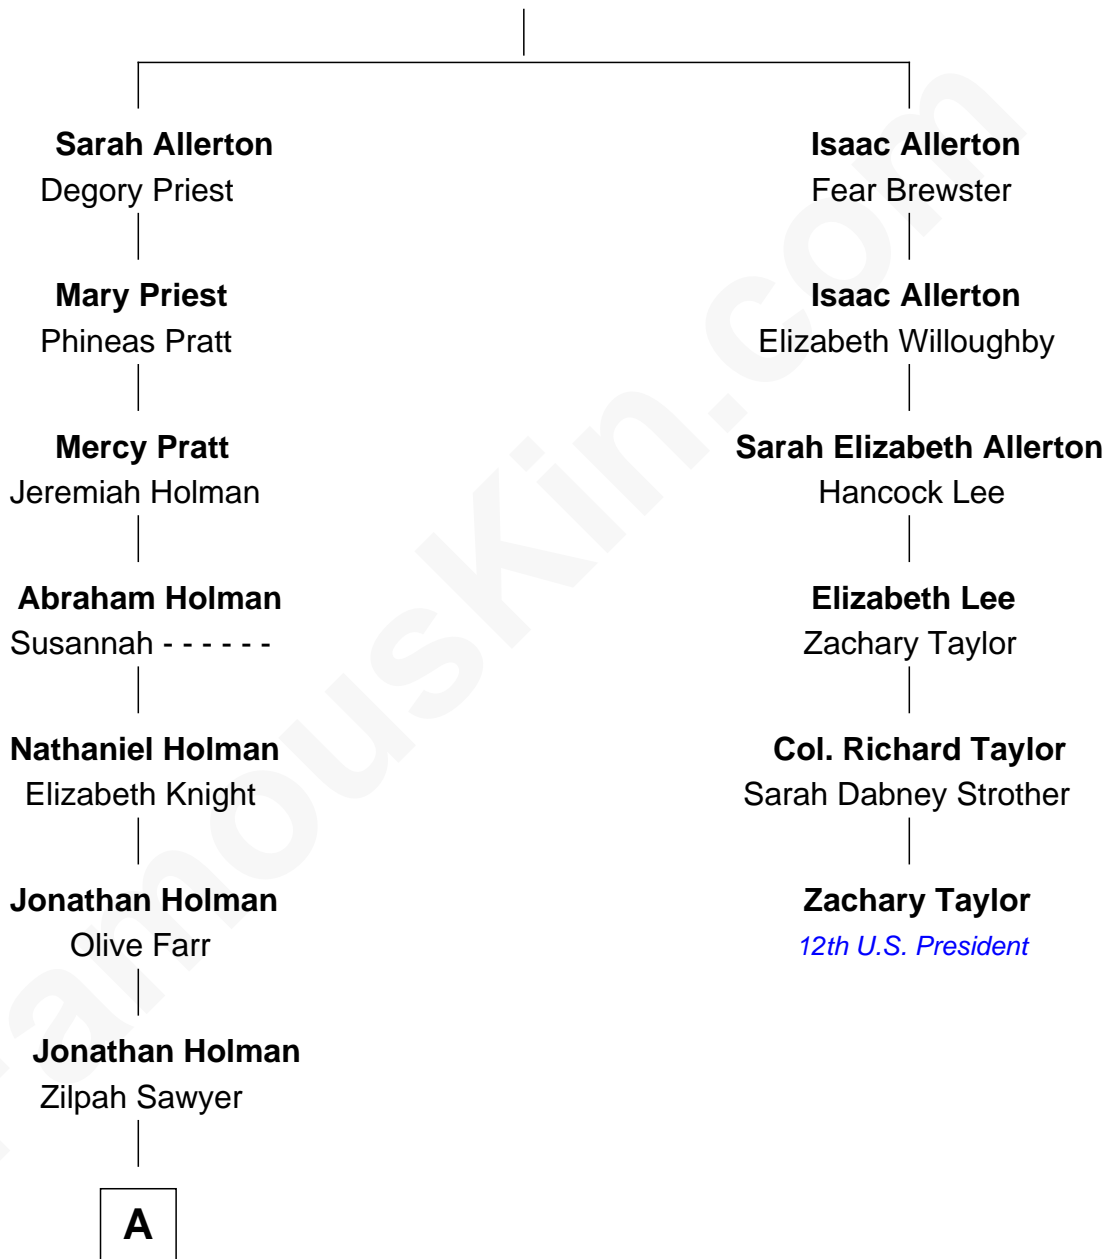 Sarah Allerton
Degory Priest
Mary Priest
Phineas Pratt
Mercy Pratt
Jeremiah Holman
Abraham Holman
Susannah - - - - - -
Nathaniel Holman
Elizabeth Knight
Jonathan Holman
Olive Farr
Jonathan Holman
Zilpah Sawyer
A
Isaac Allerton
Fear Brewster
Isaac Allerton
Elizabeth Willoughby
Sarah Elizabeth Allerton
Hancock Lee
Elizabeth Lee
Zachary Taylor
Col. Richard Taylor
Sarah Dabney Strother
Zachary Taylor
12th U.S. President
FamousKin.com